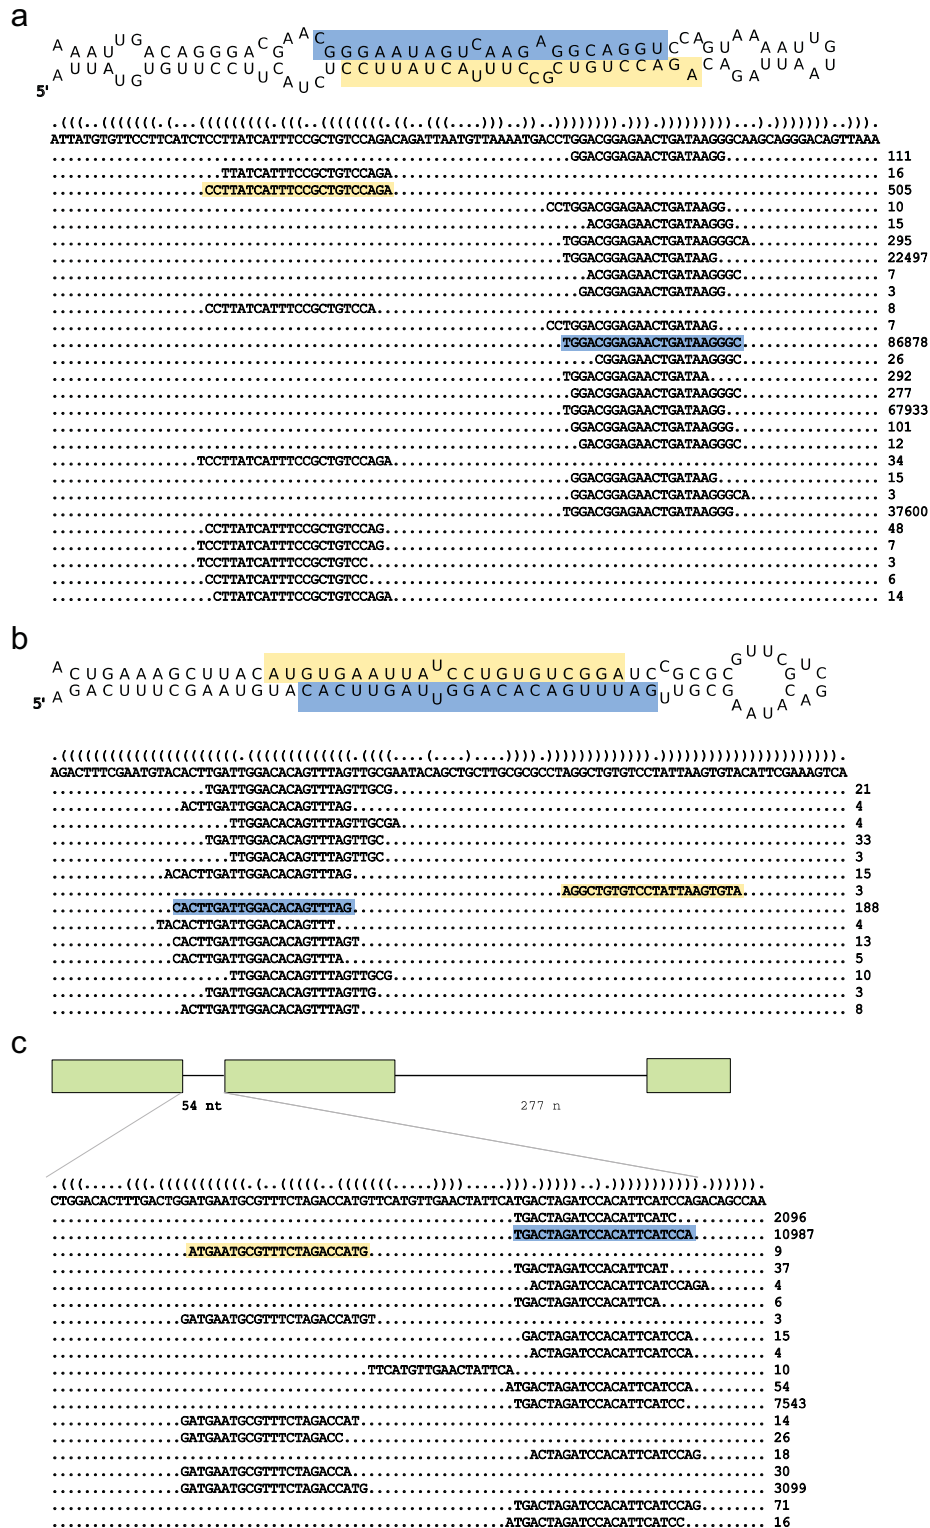 a
A A A U U G A C A G G G A C G A A C G G G A A U A G U C A A G A G G C A G G U C C A G U A A A A U U G
A U U A U G U G U U C C U U C A U C U C C U U A U C A U U U C C G C U G U C C A G A C A G A U U A A U
5'
ATTATGTGTTCCTTCATCTCCTTATCATTTCCGCTGTCCAGACAGATTAATGTTAAAATGACCTGGACGGAGAACTGATAAGGGCAAGCAGGGACAGTTAAA
GGACGGAGAACTGATAAGG 111
TTATCATTTCCGCTGTCCAGA 16
CCTTATCATTTCCGCTGTCCAGA 505
CCTGGACGGAGAACTGATAAGG 10
ACGGAGAACTGATAAGGG 15
TGGACGGAGAACTGATAAGGGCA 295
TGGACGGAGAACTGATAAG 22497
ACGGAGAACTGATAAGGGC 7
GACGGAGAACTGATAAGG 3
CCTTATCATTTCCGCTGTCCA 8
CCTGGACGGAGAACTGATAAG 7
TGGACGGAGAACTGATAAGGGC 86878
CGGAGAACTGATAAGGGC 26
TGGACGGAGAACTGATAA 292
GGACGGAGAACTGATAAGGGC 277
TGGACGGAGAACTGATAAGG 67933
GGACGGAGAACTGATAAGGG 101
GACGGAGAACTGATAAGGGC 12
TCCTTATCATTTCCGCTGTCCAGA 34
GGACGGAGAACTGATAAG 15
GGACGGAGAACTGATAAGGGCA 3
TGGACGGAGAACTGATAAGGG 37600
CCTTATCATTTCCGCTGTCCAG 48
TCCTTATCATTTCCGCTGTCCAG 7
TCCTTATCATTTCCGCTGTCC 3
CCTTATCATTTCCGCTGTCC 6
CTTATCATTTCCGCTGTCCAGA 14
b
A C U G A A A G C U U A C A U G U G A A U U A U C C U G U G U C G G A U C C G C G C G U U C G U C
A G A C U U U C G A A U G U A C A C U U G A U U G G A C A C A G U U U A G U U G C G A A U A C A G C G
5'
AGACTTTCGAATGTACACTTGATTGGACACAGTTTAGTTGCGAATACAGCTGCTTGCGCGCCTAGGCTGTGTCCTATTAAGTGTACATTCGAAAGTCA
TGATTGGACACAGTTTAGTTGCG 21
ACTTGATTGGACACAGTTTAG 4
TTGGACACAGTTTAGTTGCGA 4
TGATTGGACACAGTTTAGTTGC 33
TTGGACACAGTTTAGTTGC 3
ACACTTGATTGGACACAGTTTAG 15
AGGCTGTGTCCTATTAAGTGTA 3
CACTTGATTGGACACAGTTTAG 188
TACACTTGATTGGACACAGTTT 4
CACTTGATTGGACACAGTTTAGT 13
CACTTGATTGGACACAGTTTA 5
TTGGACACAGTTTAGTTGCG 10
TGATTGGACACAGTTTAGTTG 3
ACTTGATTGGACACAGTTTAGT 8
c
54 nt 277 n
CTGGACACTTTGACTGGATGAATGCGTTTCTAGACCATGTTCATGTTGAACTATTCATGACTAGATCCACATTCATCCAGACAGCCAA
TGACTAGATCCACATTCATC 2096
TGACTAGATCCACATTCATCCA 10987
ATGAATGCGTTTCTAGACCATG 9
TGACTAGATCCACATTCAT 37
ACTAGATCCACATTCATCCAGA 4
TGACTAGATCCACATTCA 6
GATGAATGCGTTTCTAGACCATGT 3
GACTAGATCCACATTCATCCA 15
ACTAGATCCACATTCATCCA 4
TTCATGTTGAACTATTCA 10
ATGACTAGATCCACATTCATCCA 54
TGACTAGATCCACATTCATCC 7543
GATGAATGCGTTTCTAGACCAT 14
GATGAATGCGTTTCTAGACC 26
ACTAGATCCACATTCATCCAG 18
GATGAATGCGTTTCTAGACCA 30
GATGAATGCGTTTCTAGACCATG 3099
TGACTAGATCCACATTCATCCAG 71
ATGACTAGATCCACATTCATCC 16